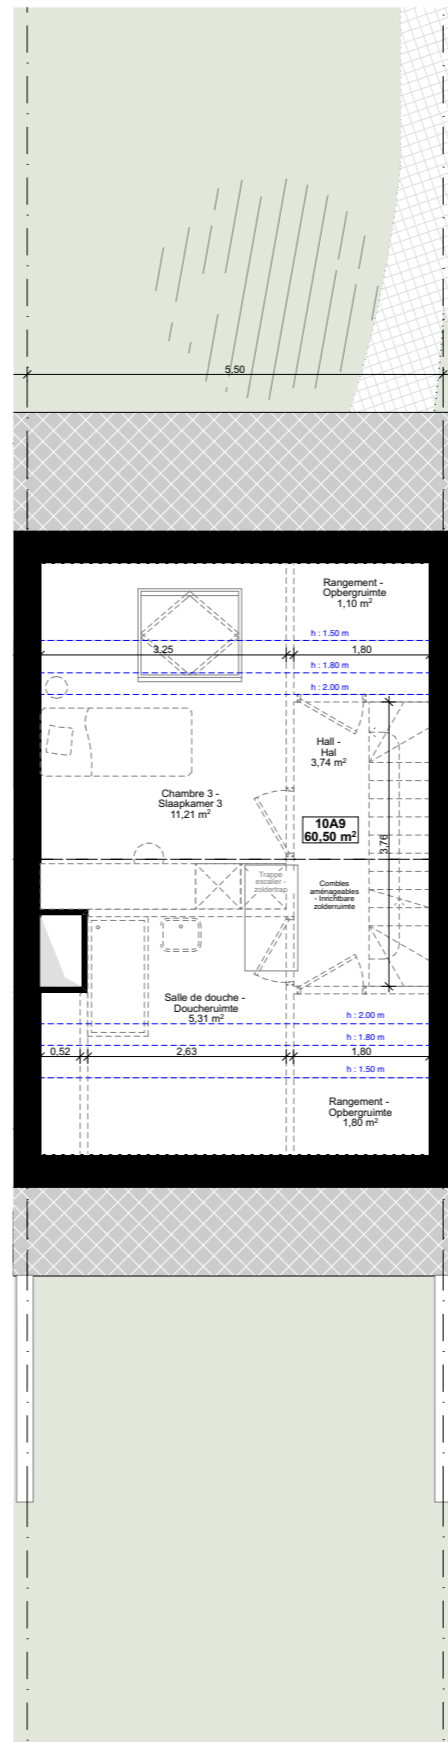 5,50
Rangement -
Opbergruimte
1,10 m²
h : 1.50 m
3,25
1,80
h : 1.80 m
h : 2.00 m
Hall -
Hal
3,74 m²
Chambre 3 -
Slaapkamer 3
11,21 m²
10A9
60,50 m²
3,76
Trappe
escalier -
zoldertrap
Combles
aménageables
- Inrichtbare
zolderruimte
Salle de douche -
Doucheruimte
5,31 m²
h : 2.00 m
h : 1.80 m
0,52
2,63
1,80
h : 1.50 m
Rangement -
Opbergruimte
1,80 m²